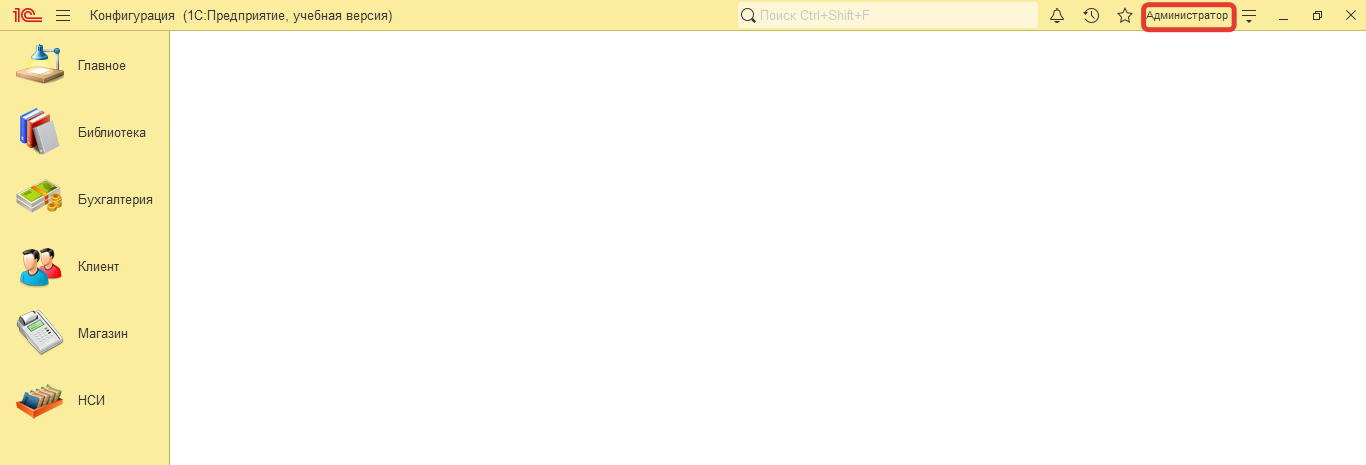 1С Конфигурация (1С:Предприятие, учебная версия) Поиск Ctrl+Shift+F Администратор
Главное
Библиотека
Бухгалтерия
Клиент
Магазин
НСИ